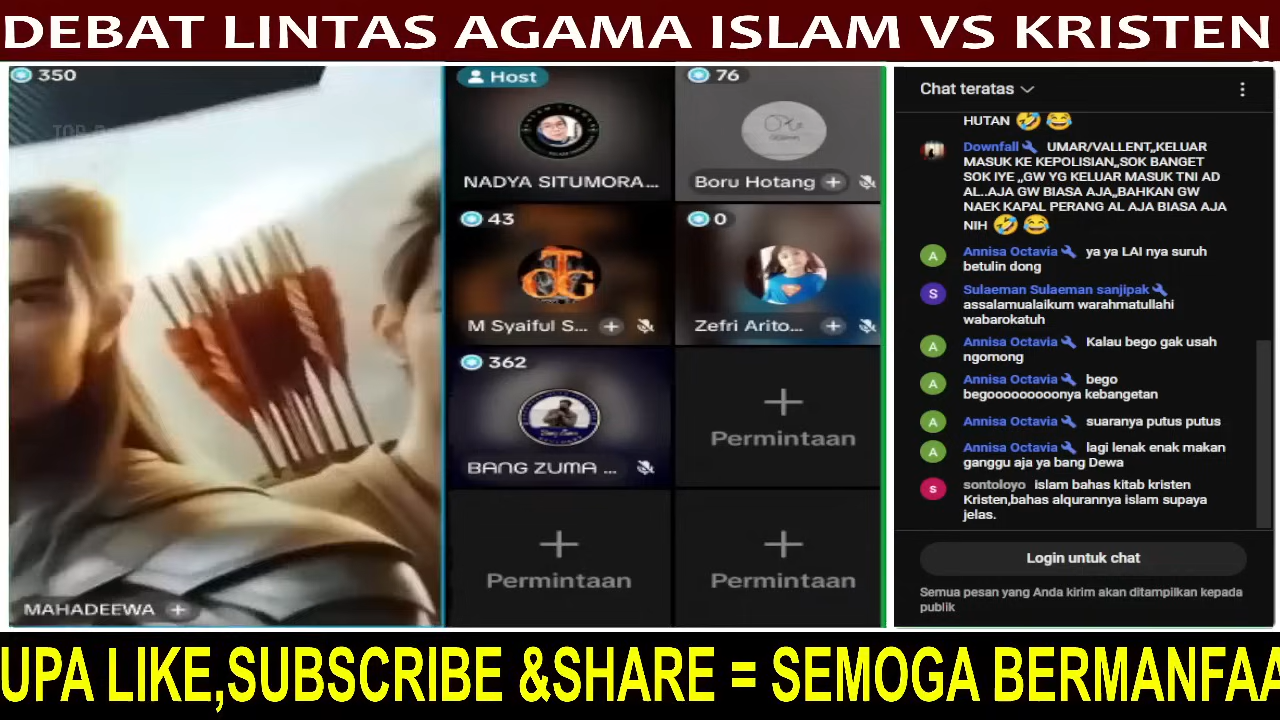 DEBAT LINTAS AGAMA ISLAM VS KRISTEN
350
MAHADEEWA
Host
NADYA SITUMORA...
76
Boru Hotang
43
M Syaiful S...
0
Zefri Arito...
362
BANG ZUMA ...
Permintaan
Permintaan
Permintaan
Chat teratas
HUTAN 🤣😂
Downfall UMAR/VALLENT,,KELUAR
MASUK KE KEPOLISIAN,,SOK BANGET
SOK IYE ,,GW YG KELUAR MASUK TNI AD
AL..AJA GW BIASA AJA,,BAHKAN GW
NAEK KAPAL PERANG AL AJA BIASA AJA
NIH 🤣😂
A
Annisa Octavia ya ya LAI nya suruh
betulin dong
S
Sulaeman Sulaeman sanjipak
assalamualaikum warahmatullahi
wabarokatuh
A
Annisa Octavia Kalau bego gak usah
ngomong
A
Annisa Octavia bego
begooooooooonya kebangetan
A
Annisa Octavia suaranya putus putus
A
Annisa Octavia lagi lenak enak makan
ganggu aja ya bang Dewa
s
sontoloyo islam bahas kitab kristen
Kristen,bahas alqurannya islam supaya
jelas.
Login untuk chat
Semua pesan yang Anda kirim akan ditampilkan kepada
publik
UPA LIKE,SUBSCRIBE &SHARE = SEMOGA BERMANFAA